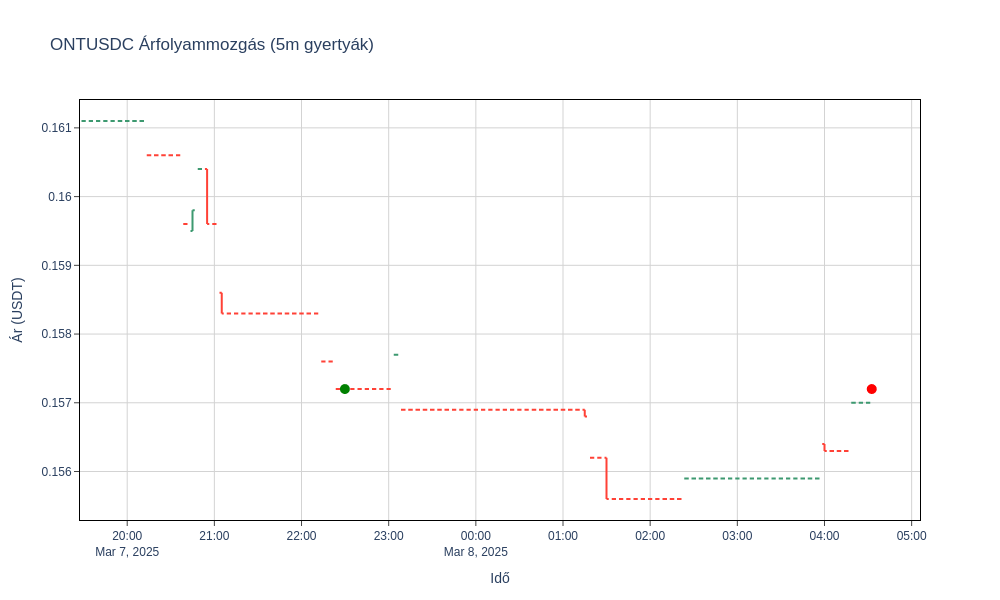 ONTUSDC Árfolyammozgás (5m gyertyák)
Ár (USDT)
0.161
0.16
0.159
0.158
0.157
0.156
20:00 21:00 22:00 23:00 00:00 01:00 02:00 03:00 04:00 05:00
Mar 7, 2025 Mar 8, 2025
Idő